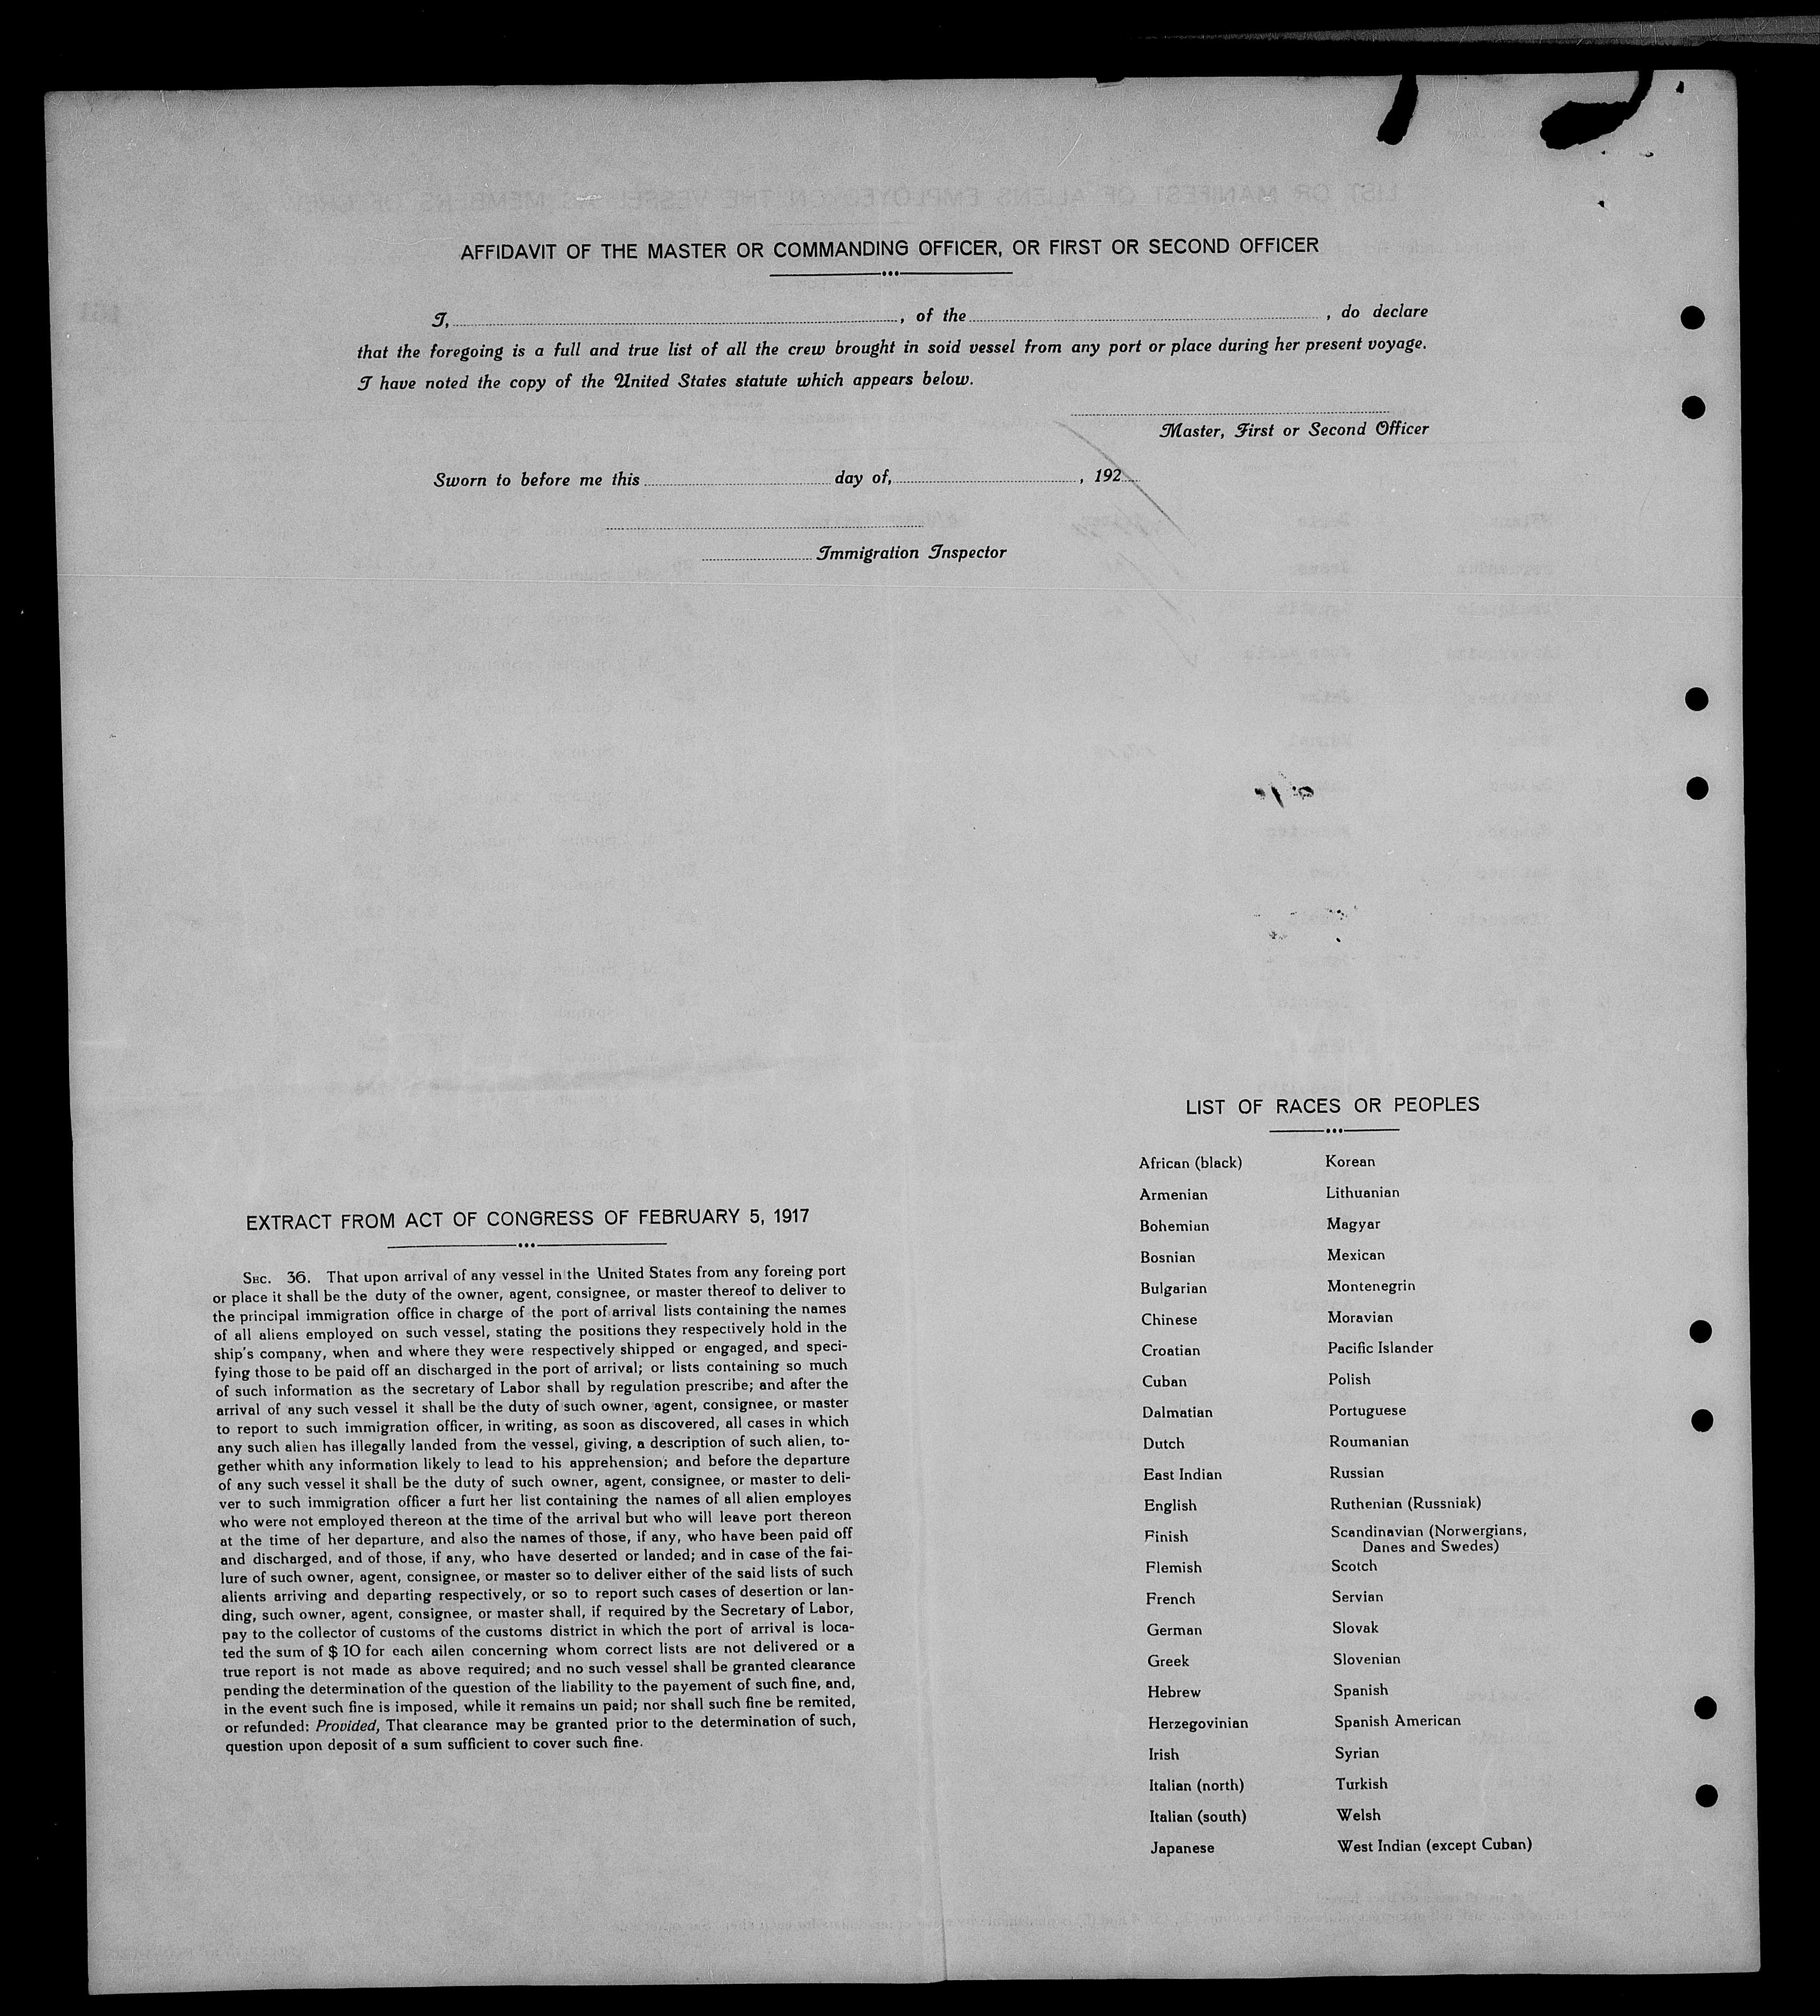 AFFIDAVIT OF THE MASTER OR COMMANDING OFFICER, OR FIRST OR SECOND OFFICER
I, , of the , do declare
that the foregoing is a full and true list of all the crew brought in soid vessel from any port or place during her present voyage.
I have noted the copy of the United States statute which appears below.
Master, First or Second Officer
Sworn to before me this day of, , 192
Immigration Inspector
EXTRACT FROM ACT OF CONGRESS OF FEBRUARY 5, 1917
SEC. 36. That upon arrival of any vessel in the United States from any foreing port
or place it shall be the duty of the owner, agent, consignee, or master thereof to deliver to
the principal immigration office in charge of the port of arrival lists containing the names
of all aliens employed on such vessel, stating the positions they respectively hold in the
ship's company, when and where they were respectively shipped or engaged, and speci-
fying those to be paid off an discharged in the port of arrival; or lists containing so much
of such information as the secretary of Labor shall by regulation prescribe; and after the
arrival of any such vessel it shall be the duty of such owner, agent, consignee, or master
to report to such immigration officer, in writing, as soon as discovered, all cases in which
any such alien has illegally landed from the vessel, giving, a description of such alien, to-
gether whith any information likely to lead to his apprehension; and before the departure
of any such vessel it shall be the duty of such owner, agent, consignee, or master to deli-
ver to such immigration officer a furt her list containing the names of all alien employes
who were not employed thereon at the time of the arrival but who will leave port thereon
at the time of her departure, and also the names of those, if any, who have been paid off
and discharged, and of those, if any, who have deserted or landed; and in case of the fai-
lure of such owner, agent, consignee, or master so to deliver either of the said lists of such
alients arriving and departing respectively, or so to report such cases of desertion or lan-
ding, such owner, agent, consignee, or master shall, if required by the Secretary of Labor,
pay to the collector of customs of the customs district in which the port of arrival is loca-
ted the sum of $ 10 for each ailen concerning whom correct lists are not delivered or a
true report is not made as above required; and no such vessel shall be granted clearance
pending the determination of the question of the liability to the payement of such fine, and,
in the event such fine is imposed, while it remains un paid; nor shall such fine be remited,
or refunded: Provided, That clearance may be granted prior to the determination of such,
question upon deposit of a sum sufficient to cover such fine.
LIST OF RACES OR PEOPLES
African (black)
Armenian
Bohemian
Bosnian
Bulgarian
Chinese
Croatian
Cuban
Dalmatian
Dutch
East Indian
English
Finish
Flemish
French
German
Greek
Hebrew
Herzegovinian
Irish
Italian (north)
Italian (south)
Japanese
Korean
Lithuanian
Magyar
Mexican
Montenegrin
Moravian
Pacific Islander
Polish
Portuguese
Roumanian
Russian
Ruthenian (Russniak)
Scandinavian (Norwergians,
Danes and Swedes)
Scotch
Servian
Slovak
Slovenian
Spanish
Spanish American
Syrian
Turkish
Welsh
West Indian (except Cuban)